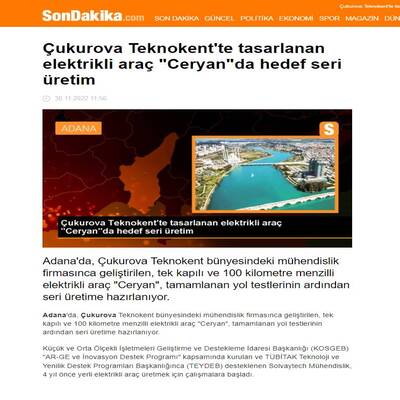 SonDakika.com SON DAKİKA GÜNCEL POLİTİKA EKONOMİ SPOR MAGAZİN
Çukurova Teknokent'te
Çukurova Teknokent'te tasarlanan
elektrikli araç "Ceryan"da hedef seri
üretim
30.11.2022 11:56
ADANA
S
Çukurova Teknokent'te tasarlanan elektrikli araç
"Ceryan"da hedef seri üretim
Adana'da, Çukurova Teknokent bünyesindeki mühendislik
firmasınca geliştirilen, tek kapılı ve 100 kilometre menzilli
elektrikli araç "Ceryan", tamamlanan yol testlerinin ardından
seri üretime hazırlanıyor.
Adana'da, Çukurova Teknokent bünyesindeki mühendislik firmasınca geliştirilen, tek
kapılı ve 100 kilometre menzilli elektrikli araç "Ceryan", tamamlanan yol testlerinin
ardından seri üretime hazırlanıyor.
Küçük ve Orta Ölçekli İşletmeleri Geliştirme ve Destekleme İdaresi Başkanlığı (KOSGEB)
"AR-GE ve İnovasyon Destek Programı" kapsamında kurulan ve TÜBİTAK Teknoloji ve
Yenilik Destek Programları Başkanlığınca (TEYDEB) desteklenen Solvaytech Mühendislik,
4 yıl önce yerli elektrikli araç üretmek için çalışmalara başladı.